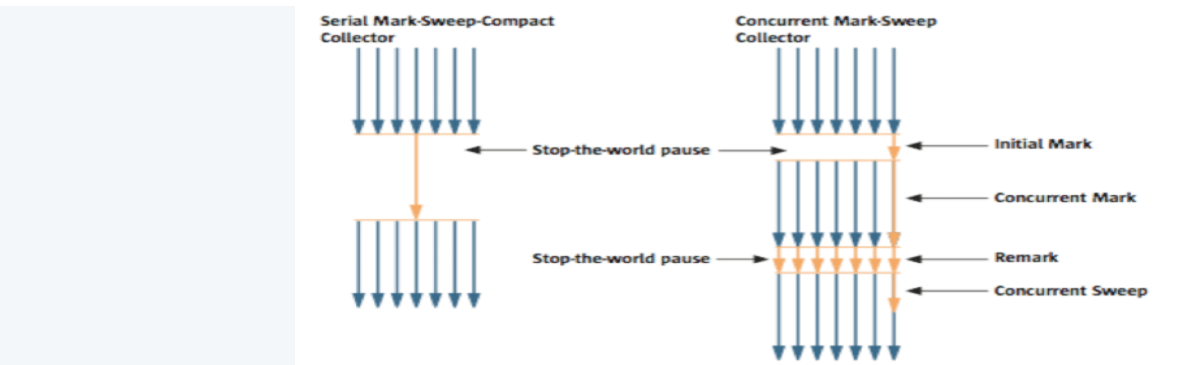 Serial Mark-Sweep-Compact
Collector
Concurrent Mark-Sweep
Collector
Stop-the-world pause
Initial Mark
Concurrent Mark
Stop-the-world pause
Remark
Concurrent Sweep